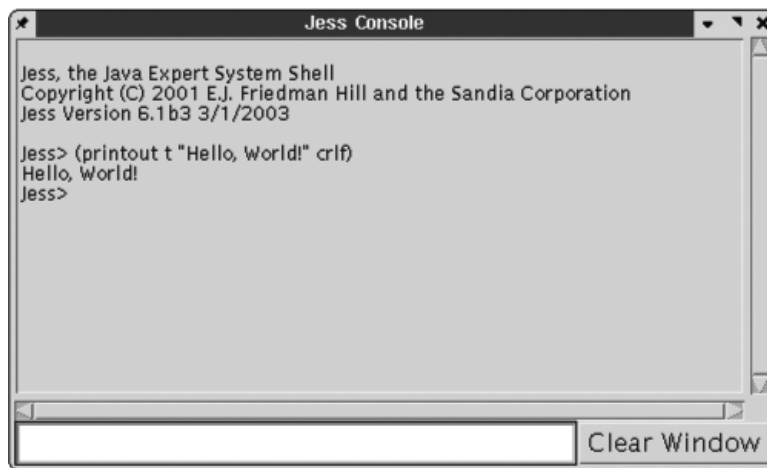 Jess Console
Jess, the Java Expert System Shell
Copyright (C) 2001 E.J. Friedman Hill and the Sandia Corporation
Jess Version 6.1b3 3/1/2003
Jess> (printout t "Hello, World!" crlf)
Hello, World!
Jess>
Clear Window